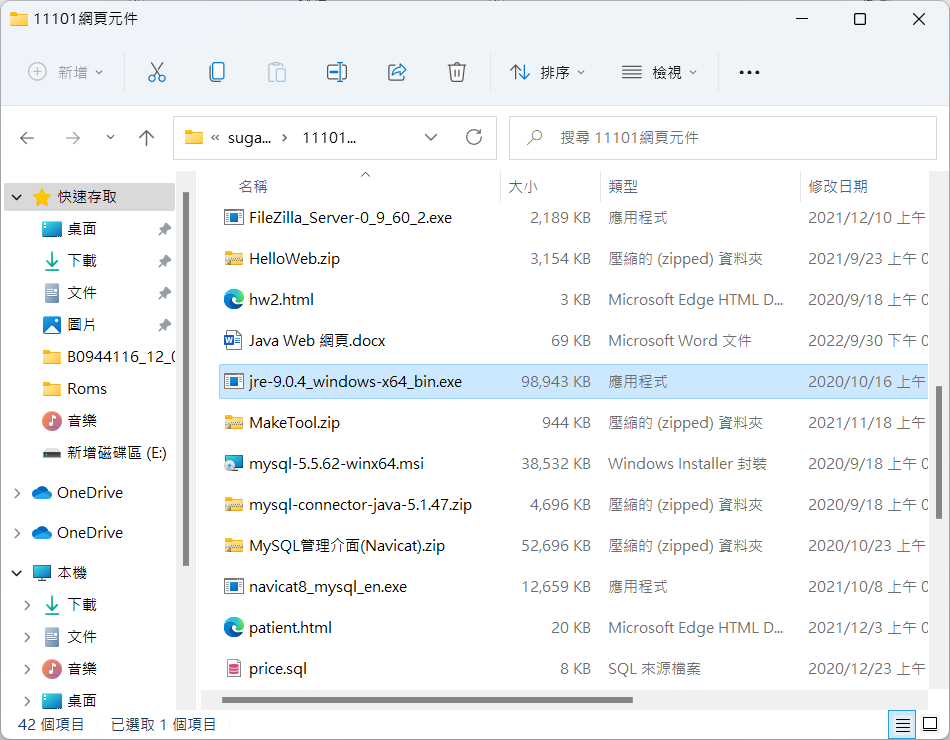 11101網頁元件
新增 排序 檢視
suga... 11101... 搜尋 11101網頁元件
快速存取
桌面
下載
文件
圖片
B0944116_12_0
Roms
音樂
新增磁碟區 (E:)
OneDrive
OneDrive
本機
下載
文件
音樂
桌面
名稱 大小 類型 修改日期
FileZilla_Server-0_9_60_2.exe 2,189 KB 應用程式 2021/12/10 上午
HelloWeb.zip 3,154 KB 壓縮的 (zipped) 資料夾 2021/9/23 上午 0
hw2.html 3 KB Microsoft Edge HTML D... 2020/9/18 上午 0
Java Web 網頁.docx 69 KB Microsoft Word 文件 2022/9/30 下午 0
jre-9.0.4_windows-x64_bin.exe 98,943 KB 應用程式 2020/10/16 上午
MakeTool.zip 944 KB 壓縮的 (zipped) 資料夾 2021/11/18 上午
mysql-5.5.62-winx64.msi 38,532 KB Windows Installer 封裝 2020/9/18 上午 0
mysql-connector-java-5.1.47.zip 4,696 KB 壓縮的 (zipped) 資料夾 2020/9/18 上午 0
MySQL管理介面(Navicat).zip 52,696 KB 壓縮的 (zipped) 資料夾 2020/10/23 上午
navicat8_mysql_en.exe 12,659 KB 應用程式 2021/10/8 上午 0
patient.html 20 KB Microsoft Edge HTML D... 2021/12/3 上午 0
price.sql 8 KB SQL 來源檔案 2020/12/23 上午
42 個項目 已選取 1 個項目